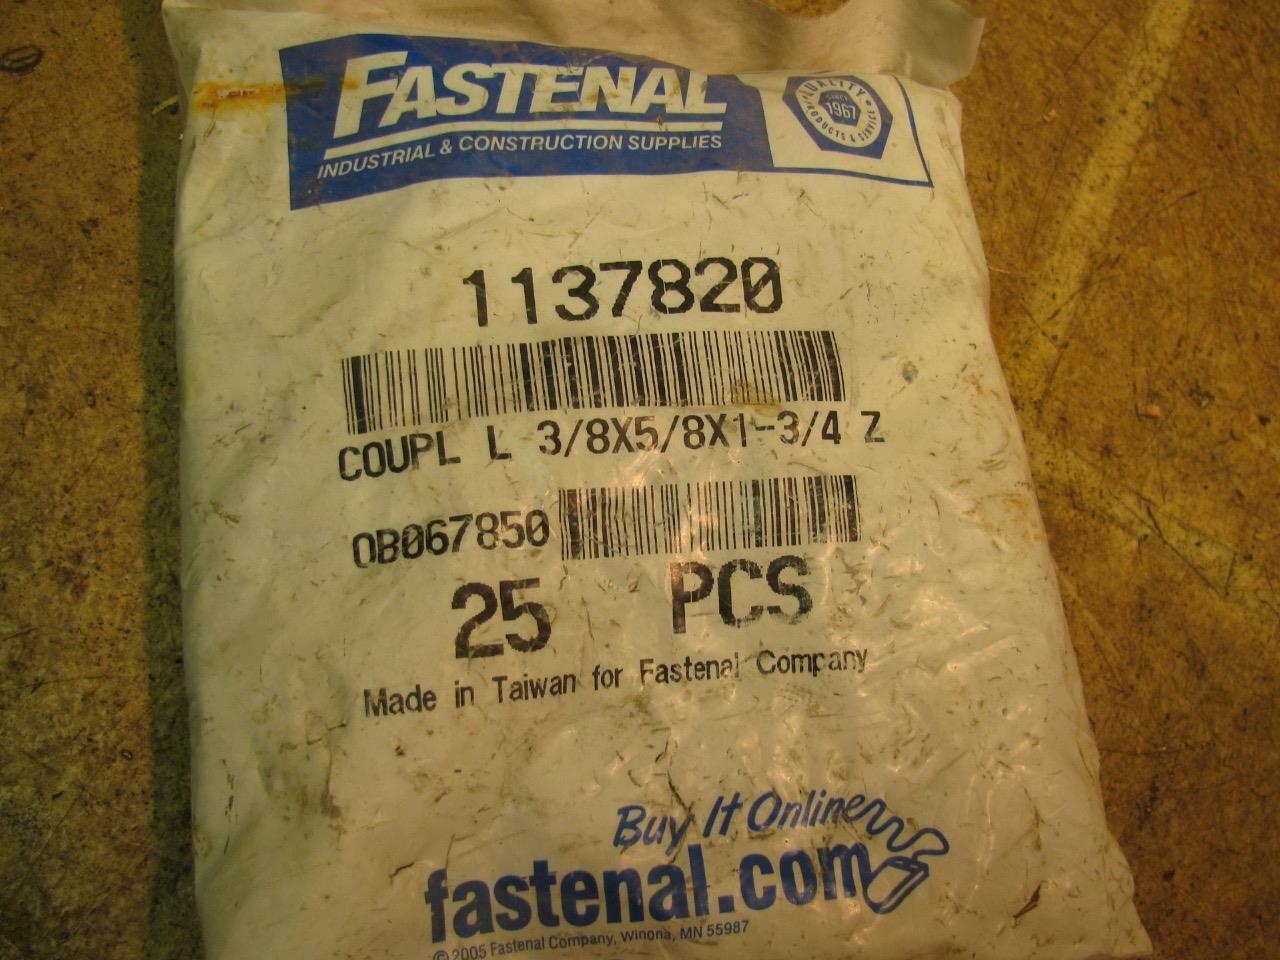 FASTENAL
INDUSTRIAL & CONSTRUCTION SUPPLIES
QUALITY
SINCE
1967
PRODUCTS & SERVICE
1137820
COUPL L 3/8X5/8X1-3/4 Z
0B067850
25 PCS
Made in Taiwan for Fastenal Company
Buy It Online
fastenal.com
©2005 Fastenal Company, Winona, MN 55987